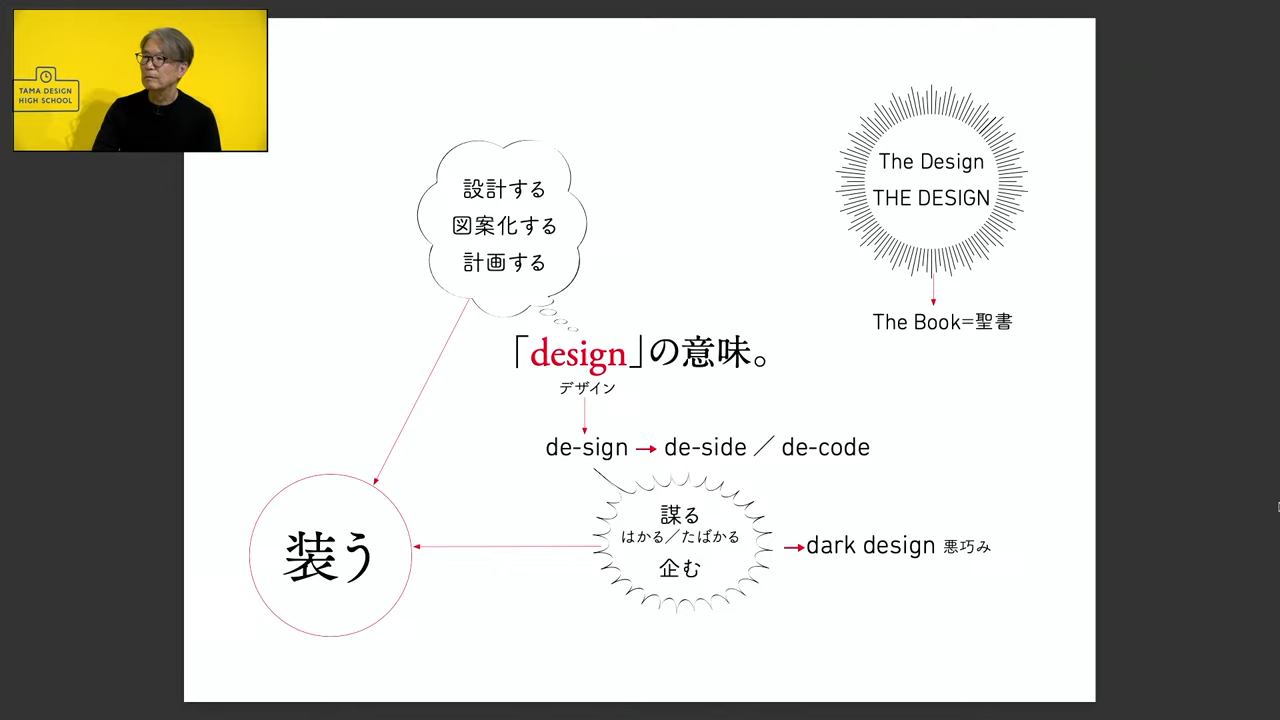 TAMA DESIGN
HIGH SCHOOL
設計する
図案化する
計画する
The Design
THE DESIGN
The Book=聖書
「design」の意味。
デザイン
de-sign → de-side / de-code
謀る
はかる/たばかる
企む
→dark design 悪巧み
装う